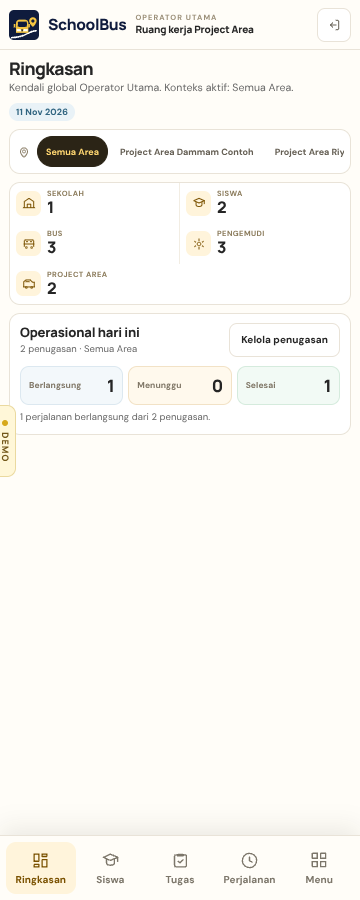 SchoolBus
OPERATOR UTAMA
Ruang kerja Project Area
Ringkasan
Kendali global Operator Utama. Konteks aktif: Semua Area.
11 Nov 2026
Semua Area
Project Area Dammam Contoh
Project Area Riy
SEKOLAH
1
SISWA
2
BUS
3
PENGEMUDI
3
PROJECT AREA
2
Operasional hari ini
2 penugasan · Semua Area
Kelola penugasan
Berlangsung 1
Menunggu 0
Selesai 1
1 perjalanan berlangsung dari 2 penugasan.
DEMO
Ringkasan
Siswa
Tugas
Perjalanan
Menu